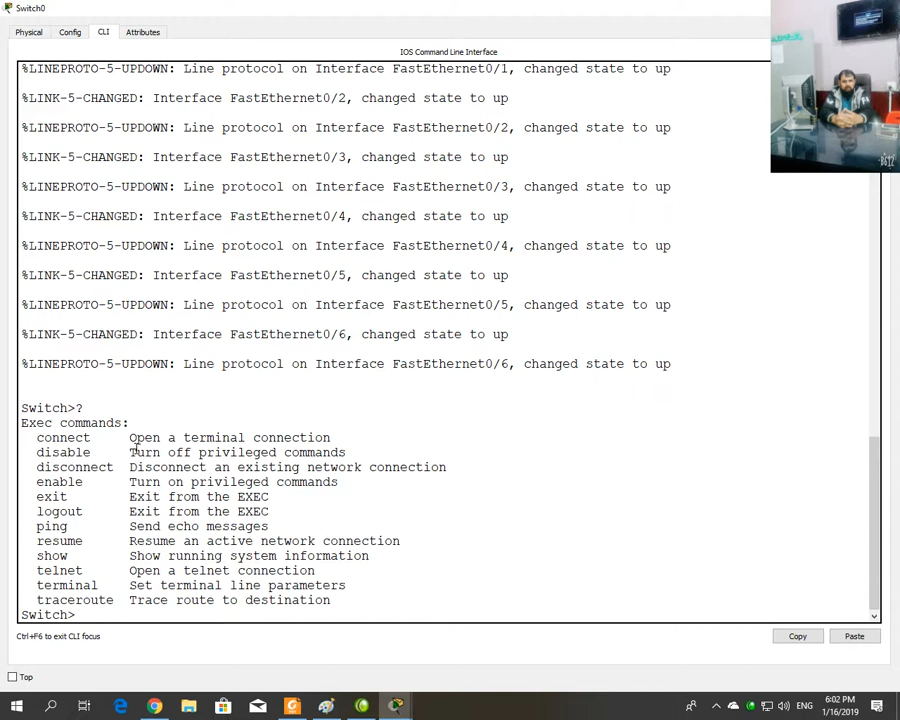 Switch0
Physical Config CLI Attributes
IOS Command Line Interface
%LINEPROTO-5-UPDOWN: Line protocol on Interface FastEthernet0/1, changed state to up
%LINK-5-CHANGED: Interface FastEthernet0/2, changed state to up
%LINEPROTO-5-UPDOWN: Line protocol on Interface FastEthernet0/2, changed state to up
%LINK-5-CHANGED: Interface FastEthernet0/3, changed state to up
%LINEPROTO-5-UPDOWN: Line protocol on Interface FastEthernet0/3, changed state to up
%LINK-5-CHANGED: Interface FastEthernet0/4, changed state to up
%LINEPROTO-5-UPDOWN: Line protocol on Interface FastEthernet0/4, changed state to up
%LINK-5-CHANGED: Interface FastEthernet0/5, changed state to up
%LINEPROTO-5-UPDOWN: Line protocol on Interface FastEthernet0/5, changed state to up
%LINK-5-CHANGED: Interface FastEthernet0/6, changed state to up
%LINEPROTO-5-UPDOWN: Line protocol on Interface FastEthernet0/6, changed state to up
Switch>?
Exec commands:
connect Open a terminal connection
disable Turn off privileged commands
disconnect Disconnect an existing network connection
enable Turn on privileged commands
exit Exit from the EXEC
logout Exit from the EXEC
ping Send echo messages
resume Resume an active network connection
show Show running system information
telnet Open a telnet connection
terminal Set terminal line parameters
traceroute Trace route to destination
Switch>
Ctrl+F6 to exit CLI focus
Copy Paste
Top
ENG
6:02 PM
1/16/2019